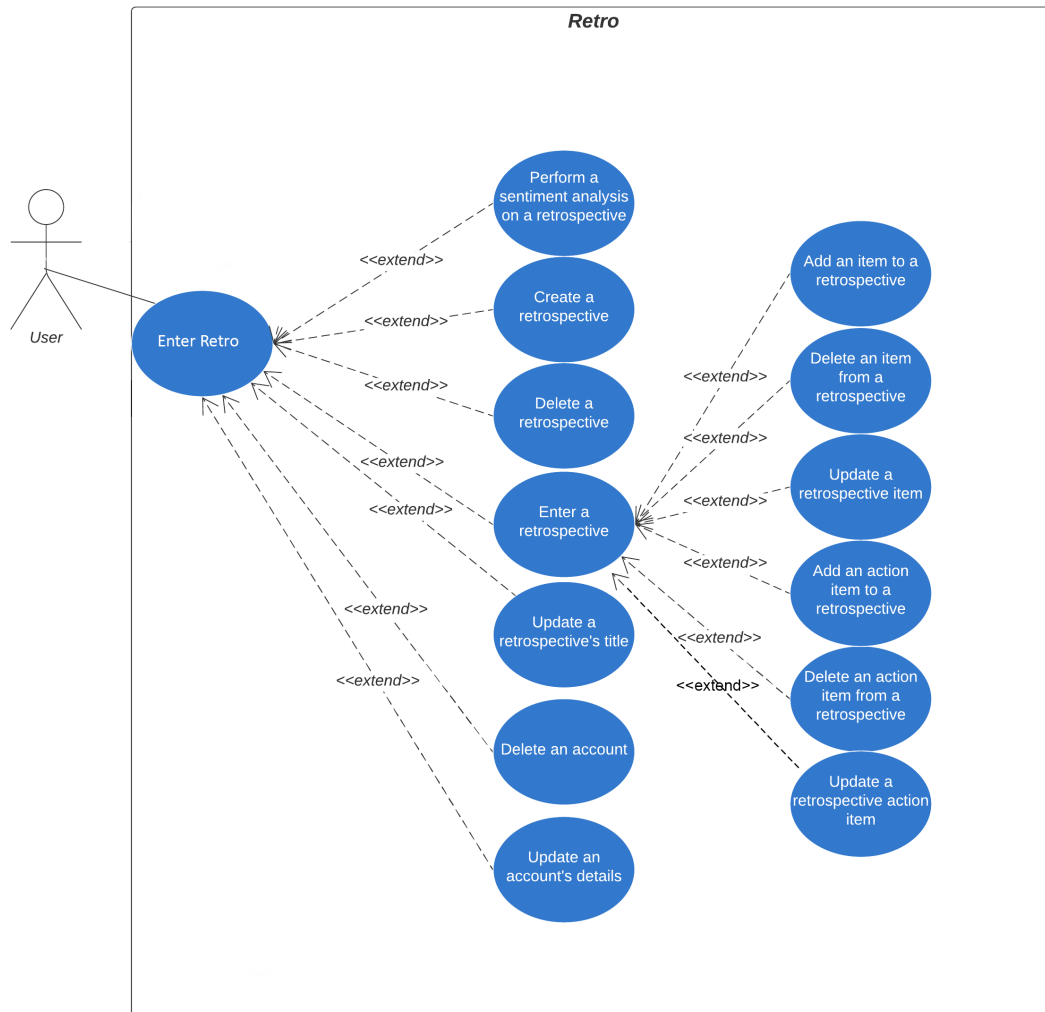 Retro
User
Enter Retro
<<extend>>
<<extend>>
<<extend>>
<<extend>>
<<extend>>
<<extend>>
<<extend>>
Perform a
sentiment analysis
on a retrospective
Create a
retrospective
Delete a
retrospective
Enter a
retrospective
Update a
retrospective's title
Delete an account
Update an
account's details
<<extend>>
<<extend>>
<<extend>>
<<extend>>
<<extend>>
<<extend>>
Add an item to a
retrospective
Delete an item
from a
retrospective
Update a
retrospective item
Add an action
item to a
retrospective
Delete an action
item from a
retrospective
Update a
retrospective action
item